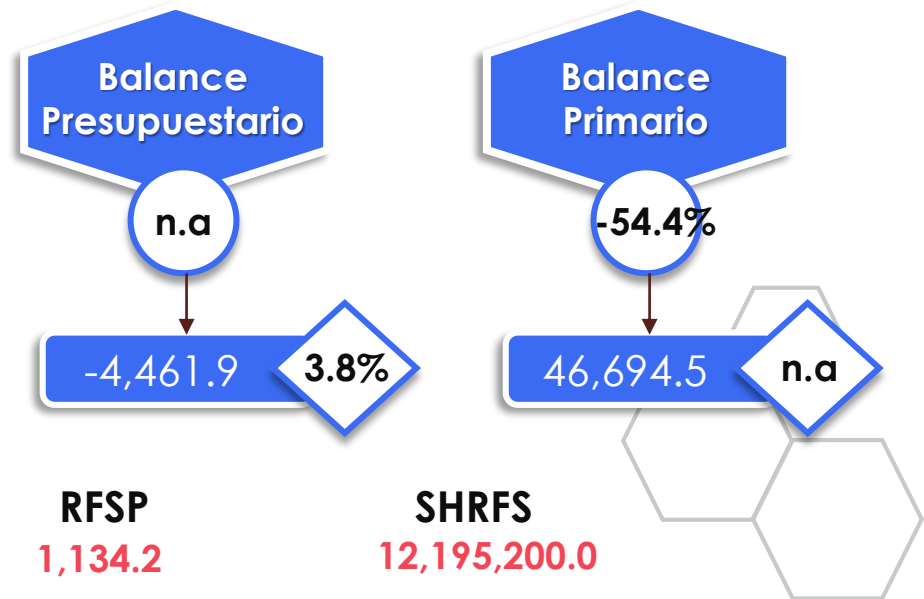 Balance
Presupuestario
n.a
-4,461.9
3.8%
Balance
Primario
-54.4%
46,694.5
n.a
RFSP
1,134.2
SHRFS
12,195,200.0